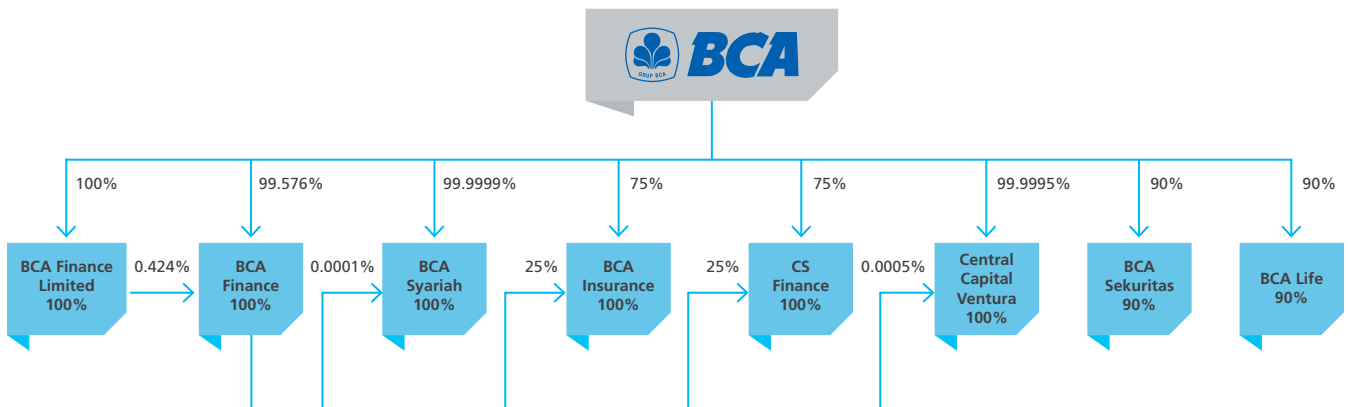 GRUP BCA
BCA
100%
99.576%
99.9999%
75%
75%
99.9995%
90%
90%
BCA Finance
Limited
100%
0.424%
BCA
Finance
100%
0.0001%
BCA
Syariah
100%
25%
BCA
Insurance
100%
25%
CS
Finance
100%
0.0005%
Central
Capital
Ventura
100%
BCA
Sekuritas
90%
BCA Life
90%